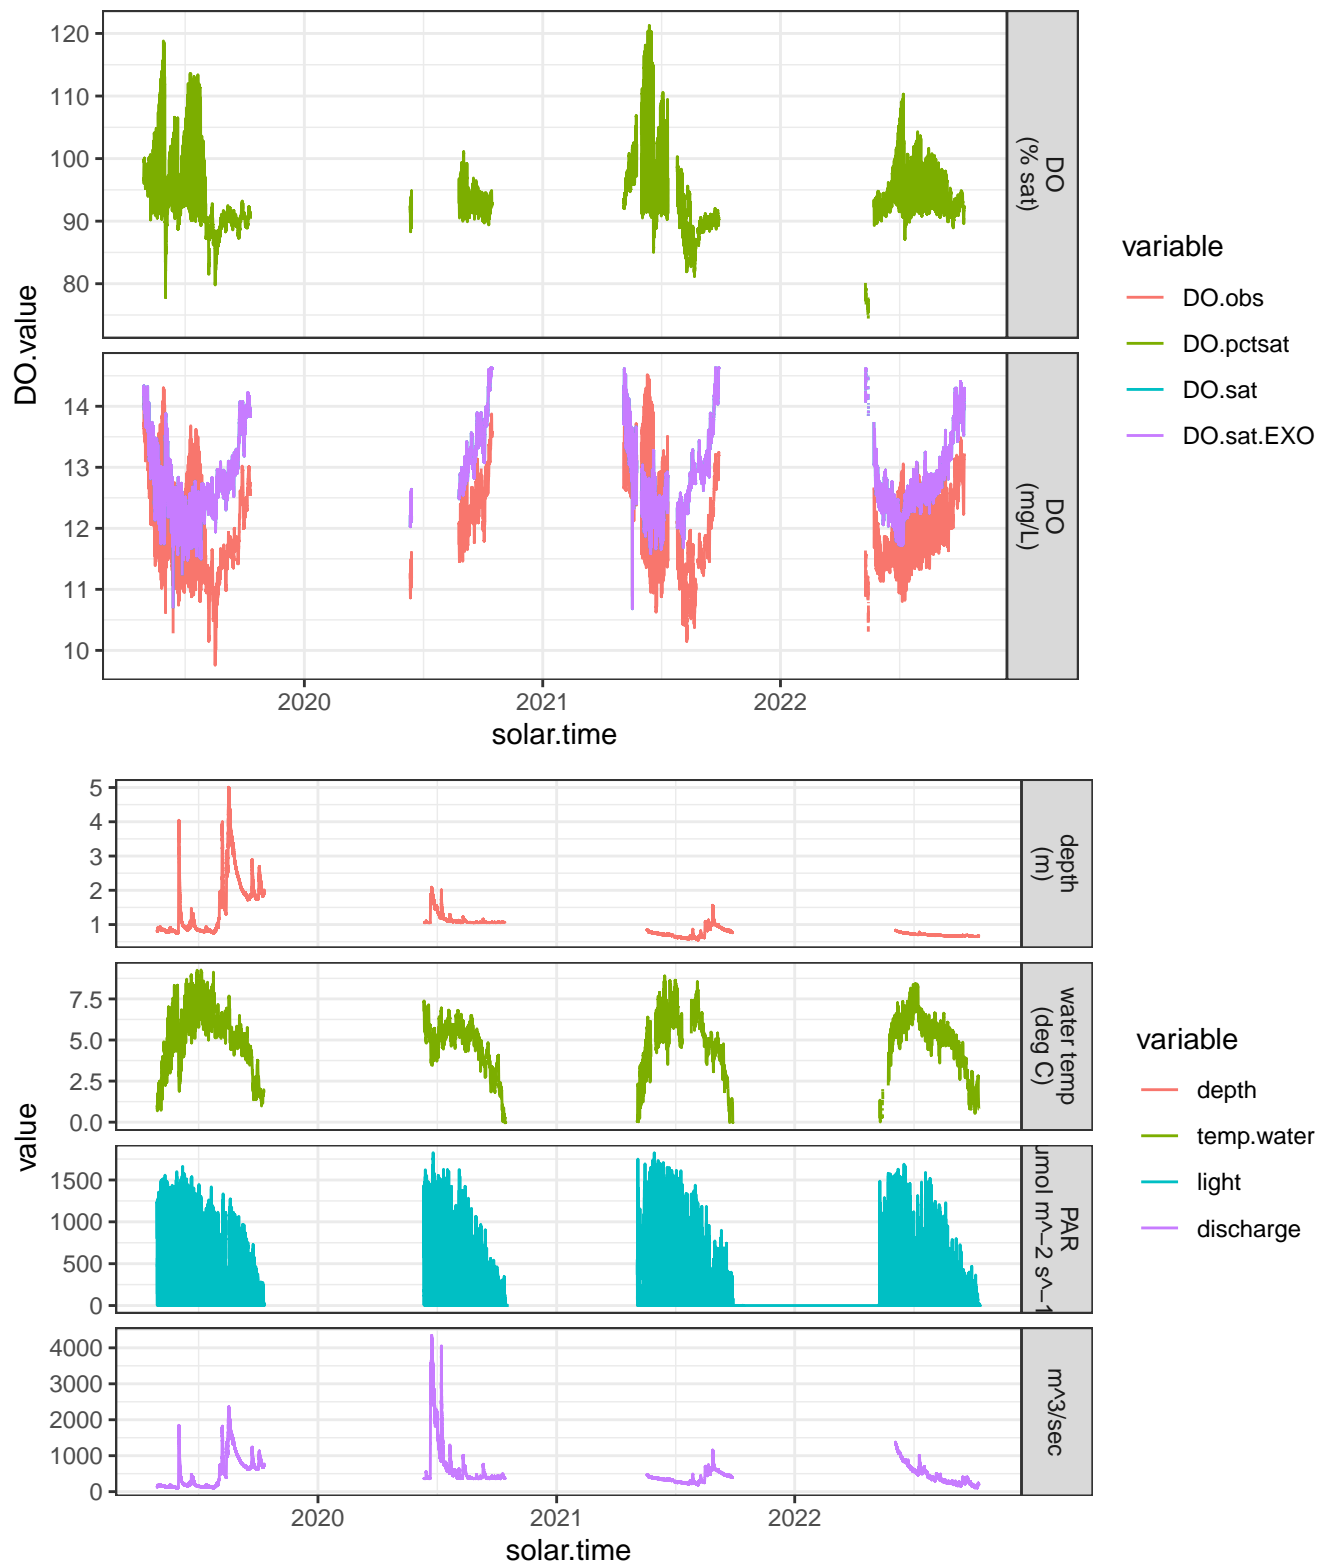 120
110
100
90
80
DO
(% sat)
DO.value
14
13
12
11
10
DO
(mg/L)
2020
2021
2022
solar.time
variable
DO.obs
DO.pctsat
DO.sat
DO.sat.EXO
5
4
3
2
1
depth
(m)
7.5
5.0
2.5
0.0
water temp
(deg C)
value
1500
1000
500
0
PAR
umol m^−2 s^−1
4000
3000
2000
1000
0
m^3/sec
2020
2021
2022
solar.time
variable
depth
temp.water
light
discharge